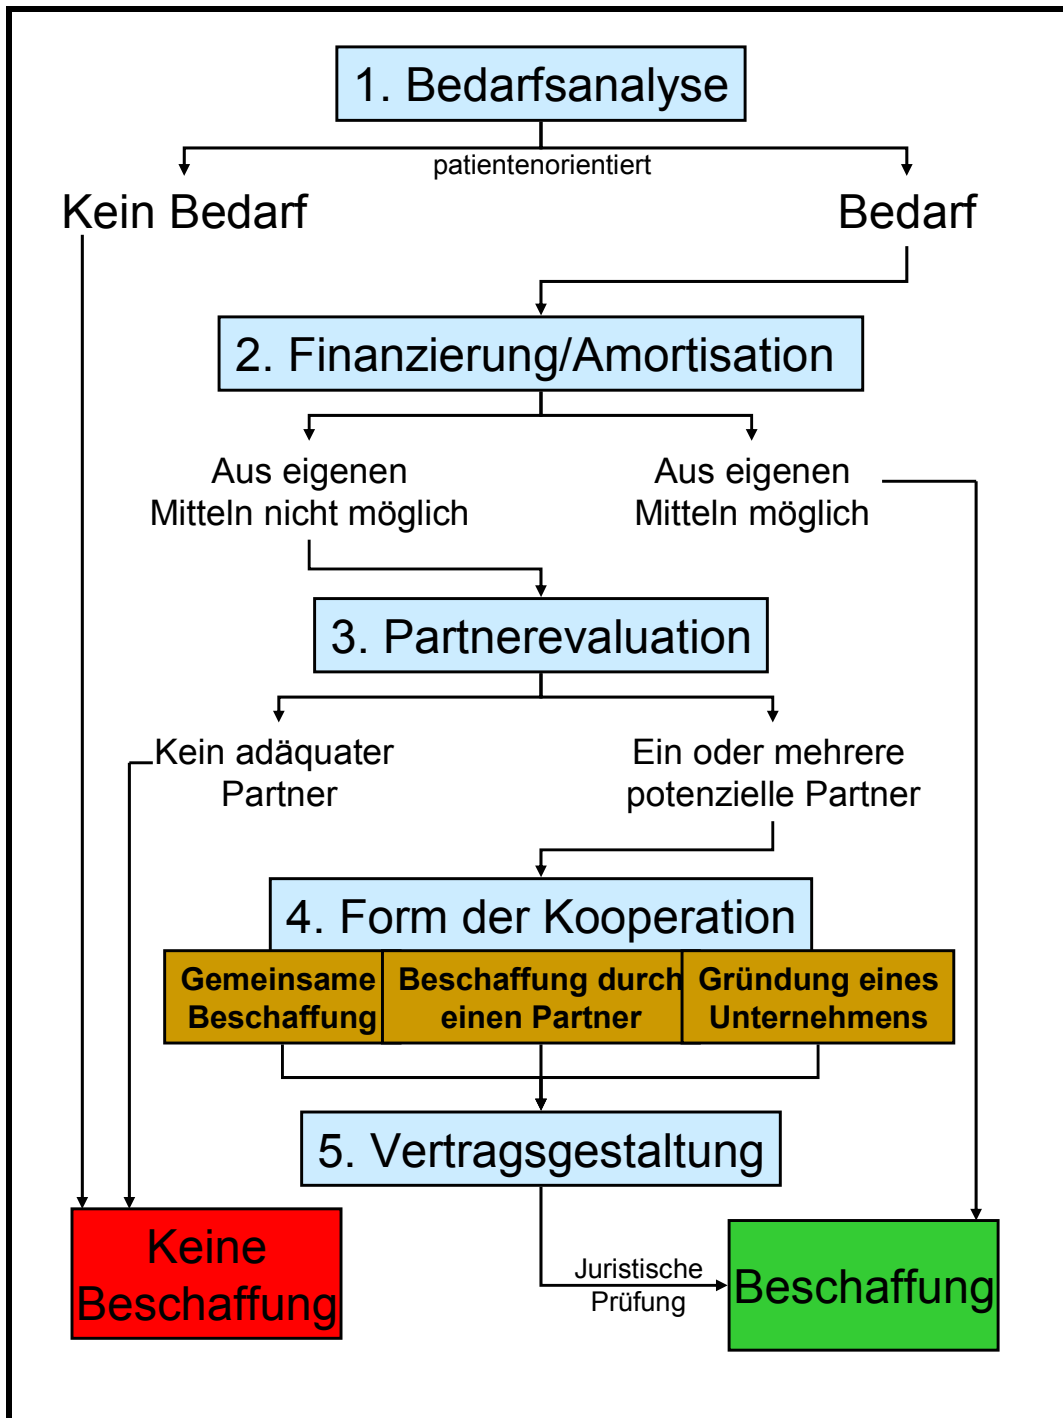 1. Bedarfsanalyse
patientenorientiert
Kein Bedarf
Bedarf
2. Finanzierung/Amortisation
Aus eigenen
Mitteln nicht möglich
Aus eigenen
Mitteln möglich
3. Partnerevaluation
Kein adäquater
Partner
Ein oder mehrere
potenzielle Partner
4. Form der Kooperation
Gemeinsame
Beschaffung
Beschaffung durch
einen Partner
Gründung eines
Unternehmens
5. Vertragsgestaltung
Keine
Beschaffung
Juristische
Prüfung
Beschaffung